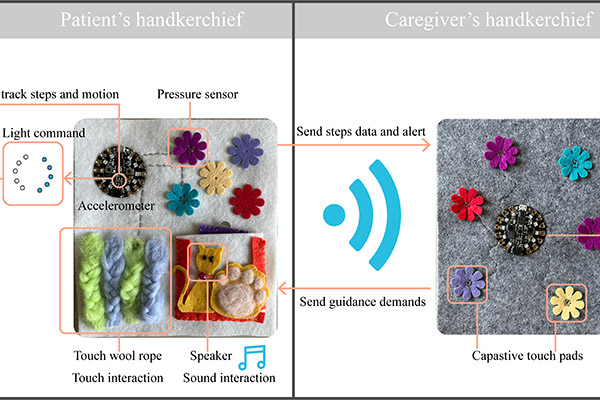 Patient's handkerchief
Caregiver's handkerchief
track steps and motion
Pressure sensor
Light command
Send steps data and alert
Accelerometer
Send guidance demands
Touch wool rope
Touch interaction
Speaker
Sound interaction
Capastive touch pads